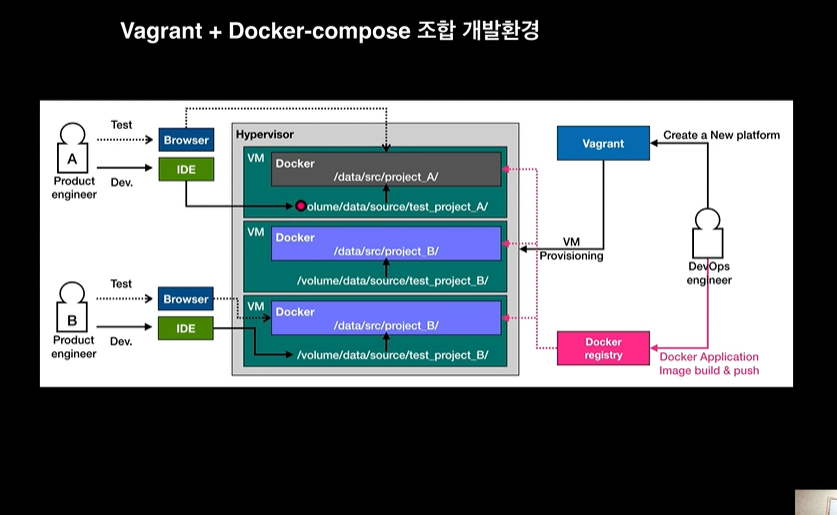 Vagrant + Docker-compose 조합 개발환경
Test
Browser
A
IDE
Product
engineer
Dev.
Hypervisor
VM
Docker
/data/src/project_A/
olume/data/source/test_project_A/
VM
Docker
/data/src/project_B/
/volume/data/source/test_project_B/
VM
Docker
/data/src/project_B/
/volume/data/source/test_project_B/
Test
Browser
B
IDE
Product
engineer
Dev.
Vagrant
Create a New platform
VM
Provisioning
DevOps
engineer
Docker
registry
Docker Application
Image build & push